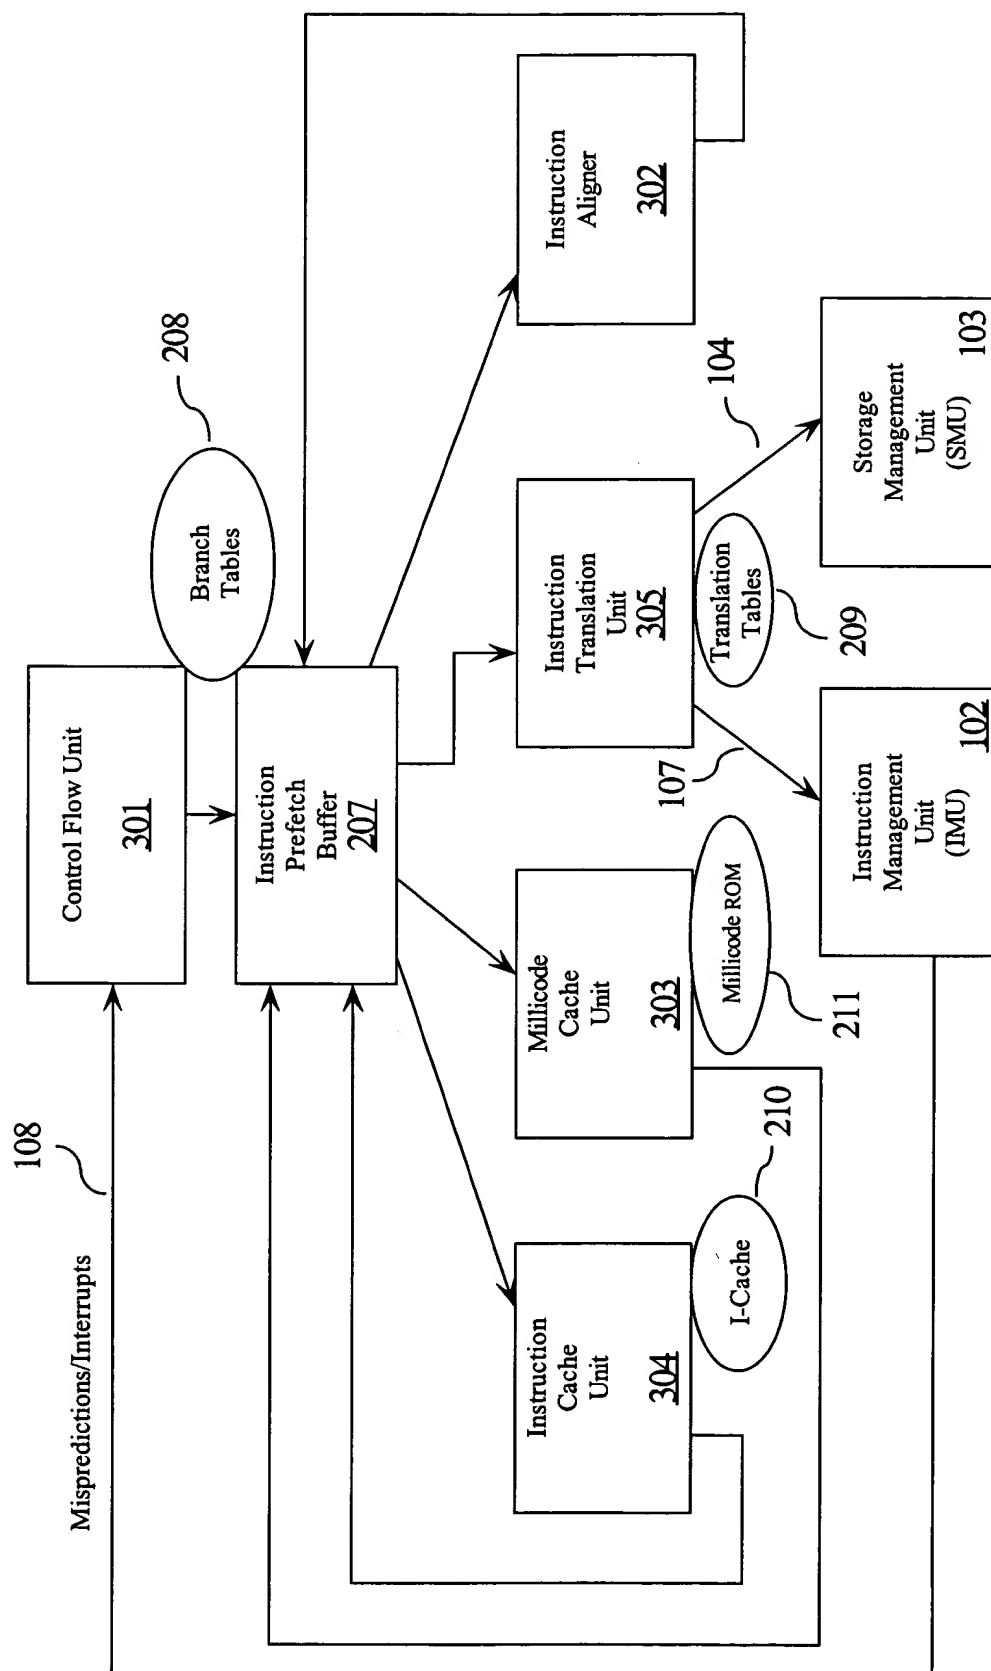 108
Mispredictions/Interrupts
Control Flow Unit
301
208
Branch
Tables
Instruction
Prefetch
Buffer
207
Instruction
Cache
Unit
304
I-Cache
210
Millicode
Cache
Unit
303
Millicode ROM
211
Instruction
Translation
Unit
305
Translation
Tables
209
Instruction
Aligner
302
107
104
Instruction
Management
Unit
(IMU)
102
Storage
Management
Unit
(SMU)
103